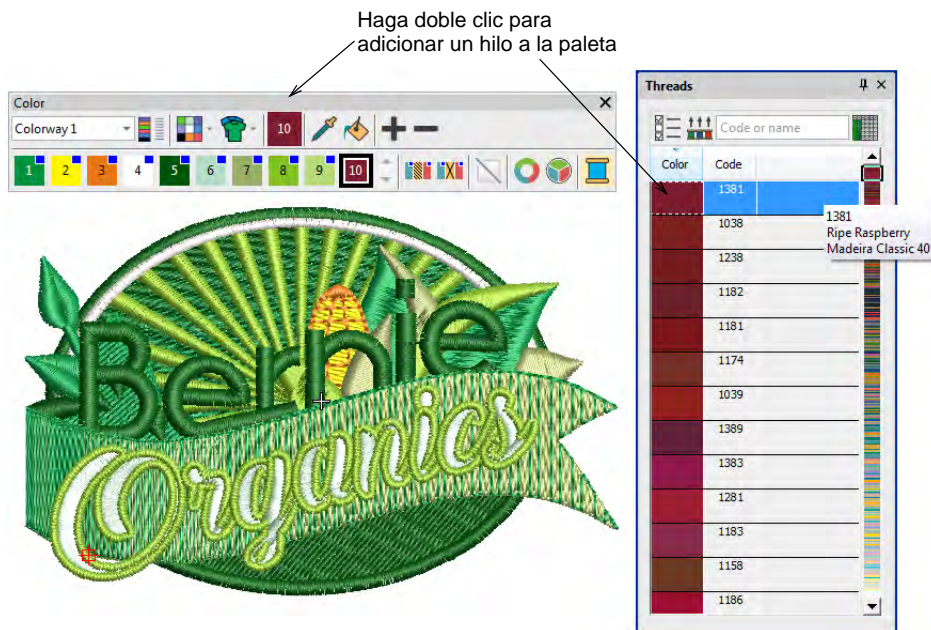 Haga doble clic para
adicionar un hilo a la paleta
Color
Colorway 1
10
1 2 3 4 5 6 7 8 9 10
Bernie
Organics
Threads
Code or name
Color Code
1381
1038
1238
1182
1181
1174
1039
1389
1383
1281
1183
1158
1186
1381
Ripe Raspberry
Madeira Classic 40